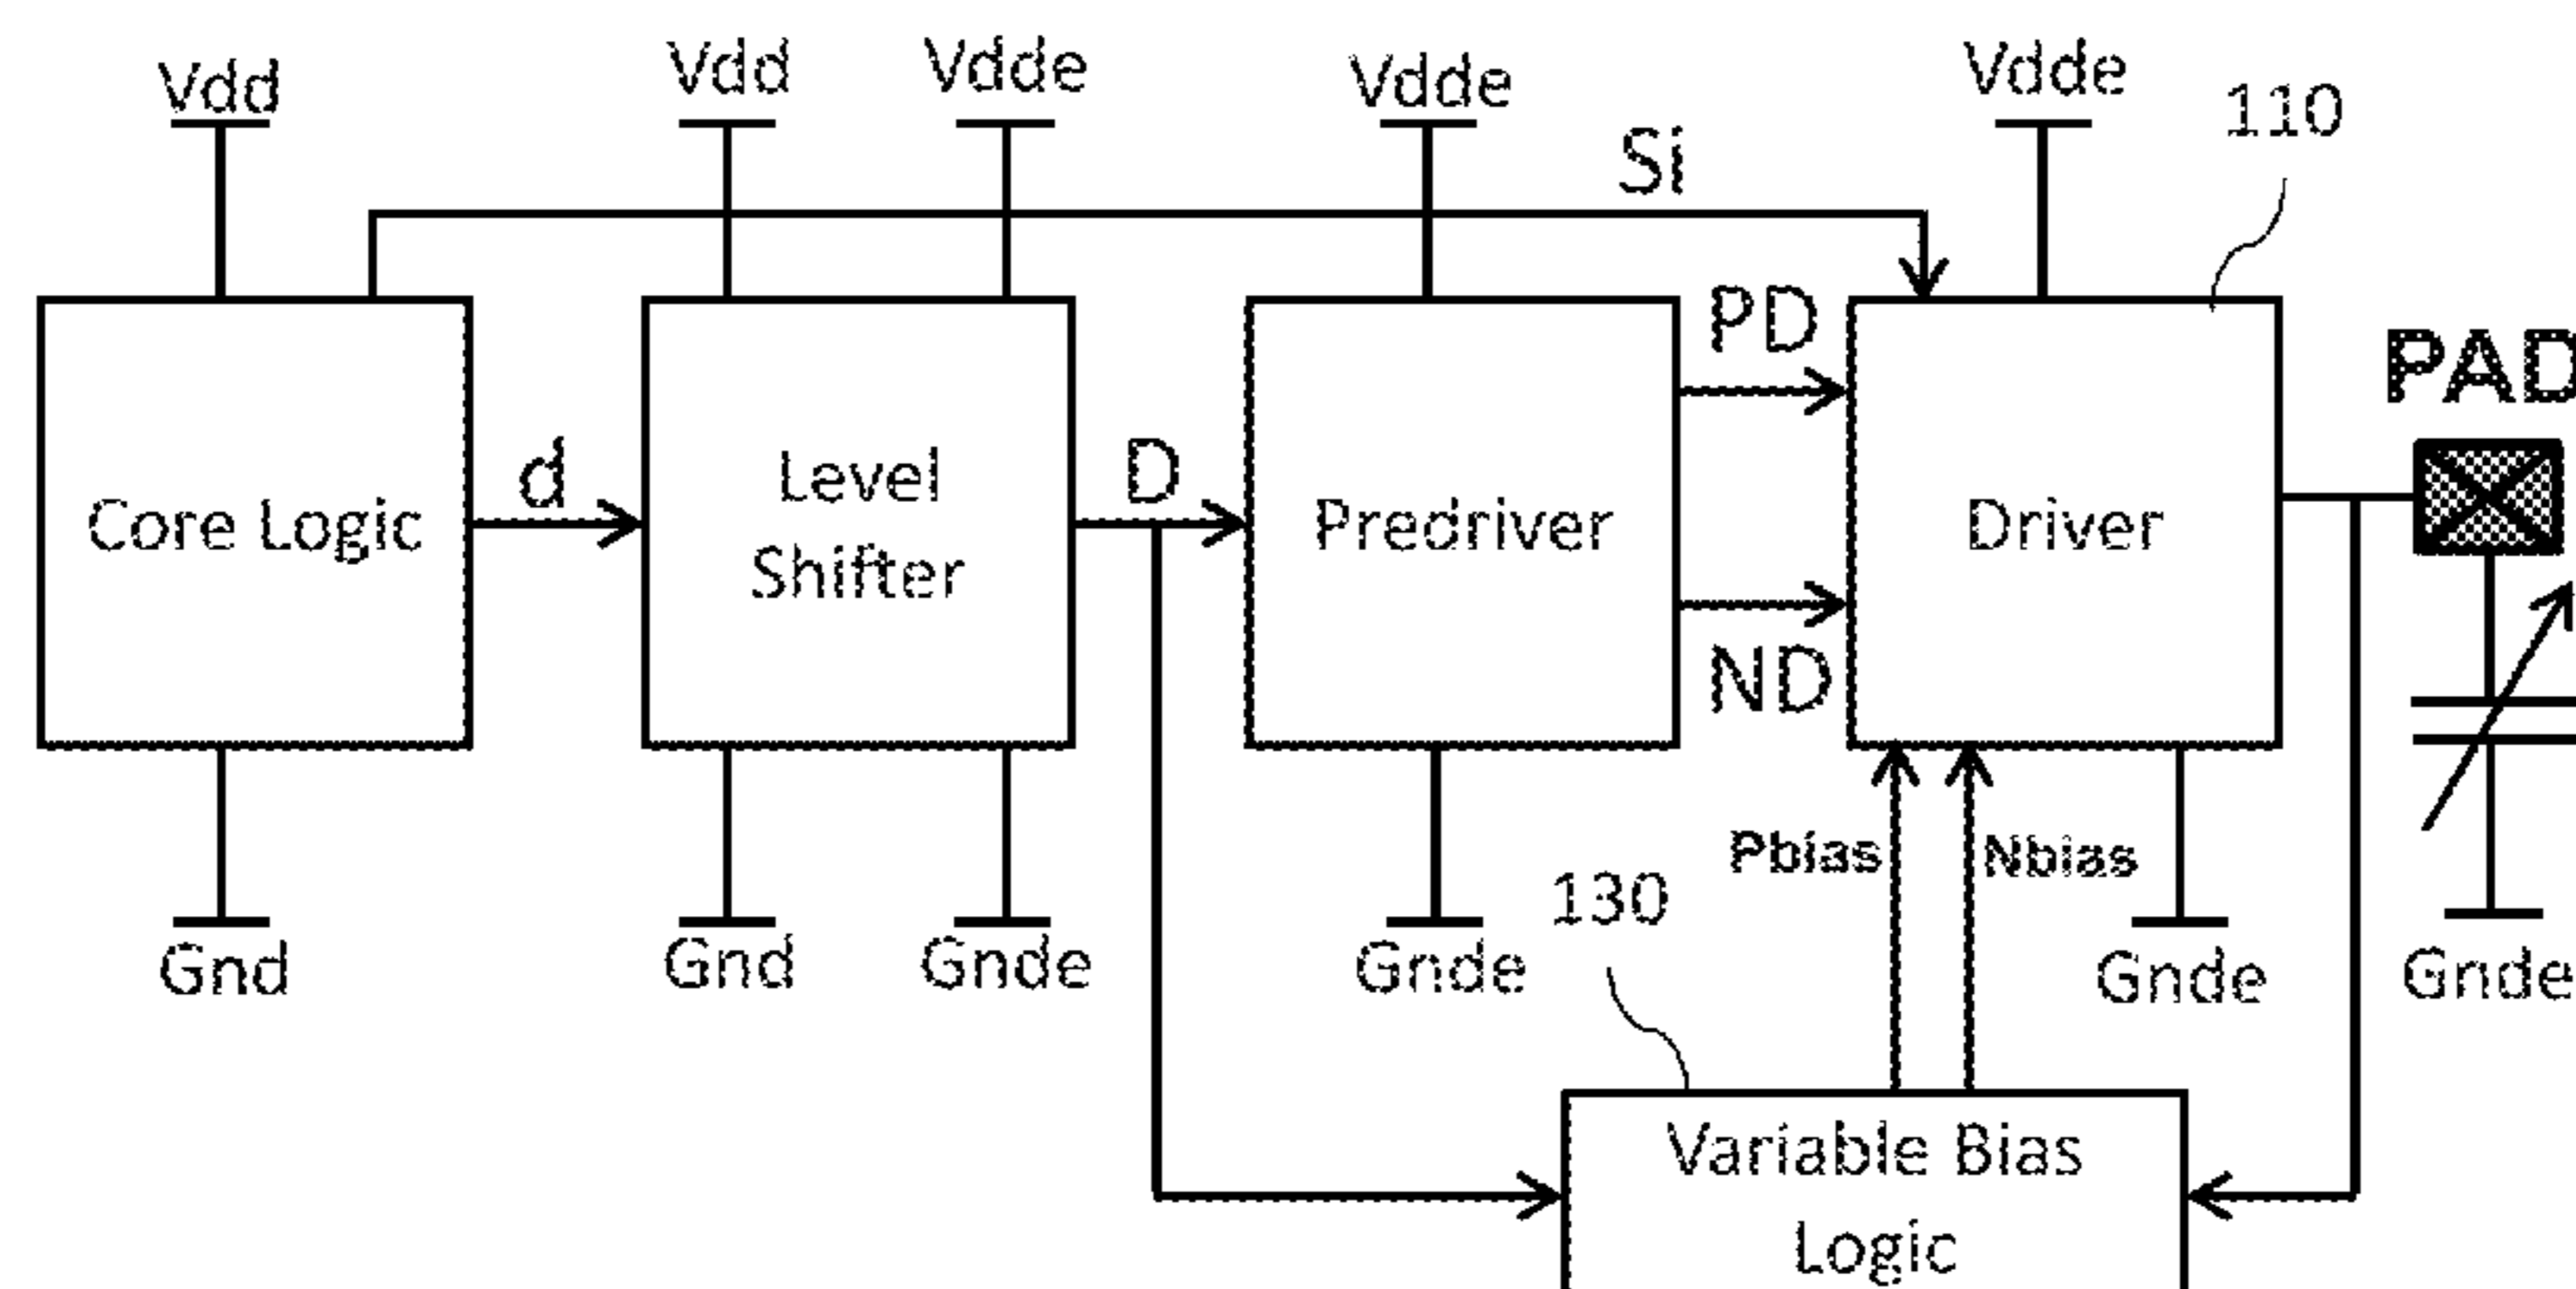 Vdd
Vdd
Vdde
Vdde
Vdde
110
Si
PD
PAD
Core Logic
d
Level
Shifter
D
Predriver
Driver
ND
Pbias
Nbias
130
Gnd
Gnd
Gnde
Gnde
Gnde
Gnde
Variable Bias
Logic